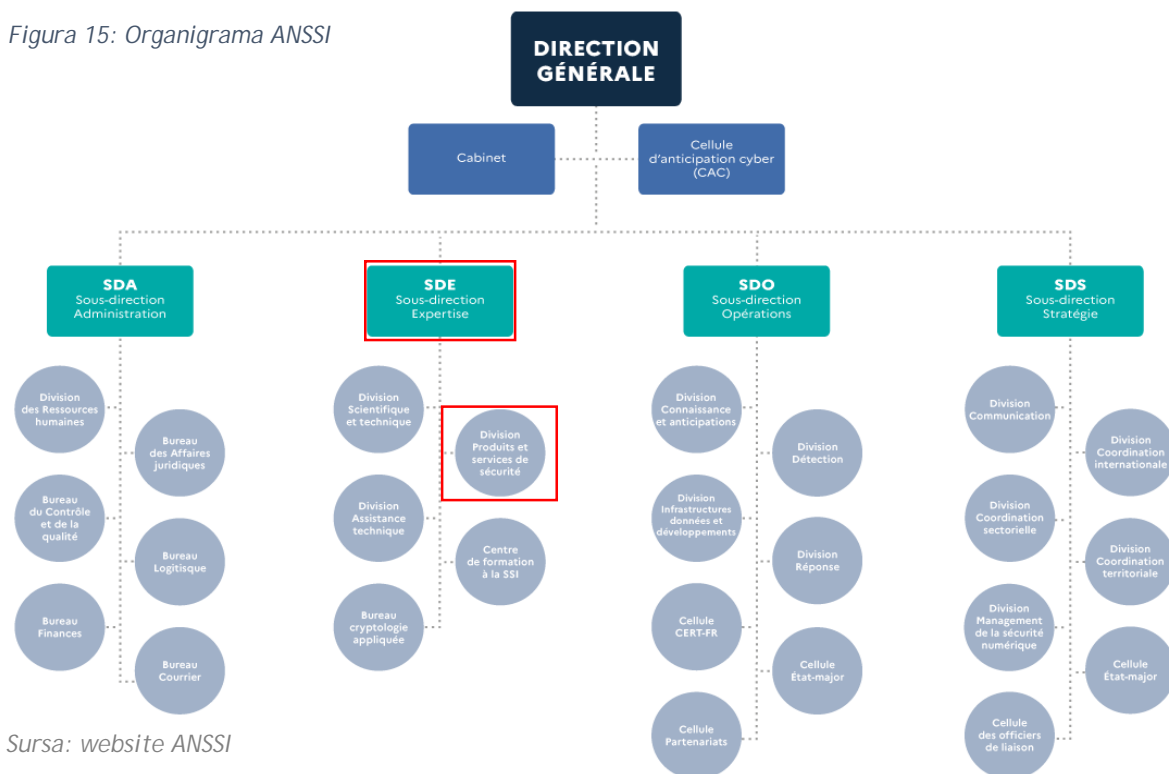 Figura 15: Organigrama ANSSI
DIRECTION
GÉNÉRALE
Cabinet
Cellule
d'anticipation cyber
(CAC)
SDA
Sous-direction
Administration
SDE
Sous-direction
Expertise
SDO
Sous-direction
Opérations
SDS
Sous-direction
Stratégie
Division
des Ressources
humaines
Bureau
des Affaires
juridiques
Bureau
du Contrôle
et de la
qualité
Bureau
Logitisque
Bureau
Finances
Bureau
Courrier
Division
Scientifique
et technique
Division
Produits et
services de
sécurité
Division
Assistance
technique
Centre
de formation
à la SSI
Bureau
cryptologie
appliquée
Division
Connaissance
et anticipations
Division
Détection
Division
Infrastructures
données et
développements
Division
Réponse
Cellule
CERT-FR
Cellule
État-major
Cellule
Partenariats
Division
Communication
Division
Coordination
internationale
Division
Coordination
sectorielle
Division
Coordination
territoriale
Division
Management
de la sécurité
numérique
Cellule
État-major
Cellule
des officiers
de liaison
Sursa: website ANSSI